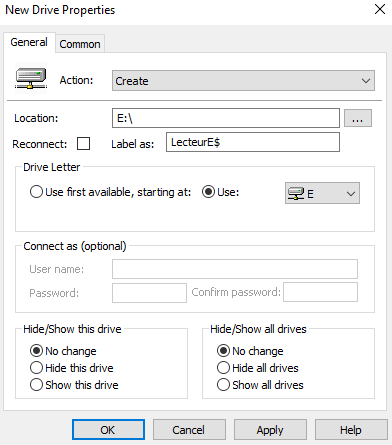 New Drive Properties
General Common
Action: Create
Location: E:\ ...
Reconnect: Label as: LecteurE$
Drive Letter
Use first available, starting at: Use: E
Connect as (optional)
User name:
Password: Confirm password:
Hide/Show this drive Hide/Show all drives
No change No change
Hide this drive Hide all drives
Show this drive Show all drives
OK Cancel Apply Help